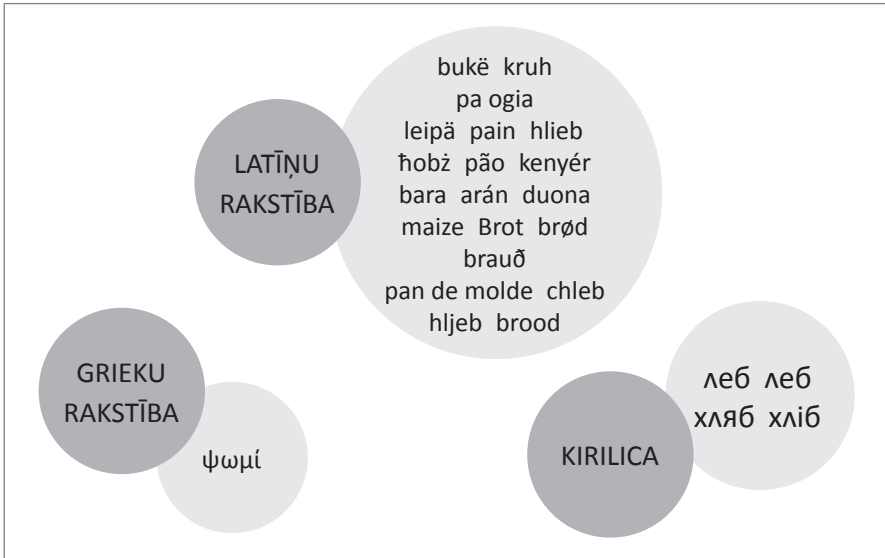 bukë kruh
pa ogia
leipä pain hlieb
ħobż pão kenyér
bara arán duona
maize Brot brød
brauð
pan de molde chleb
hljeb brood
LATĪŅU
RAKSTĪBA
GRIEKU
RAKSTĪBA
ψωμί
KIRILICA
леб леб
хляб хліб